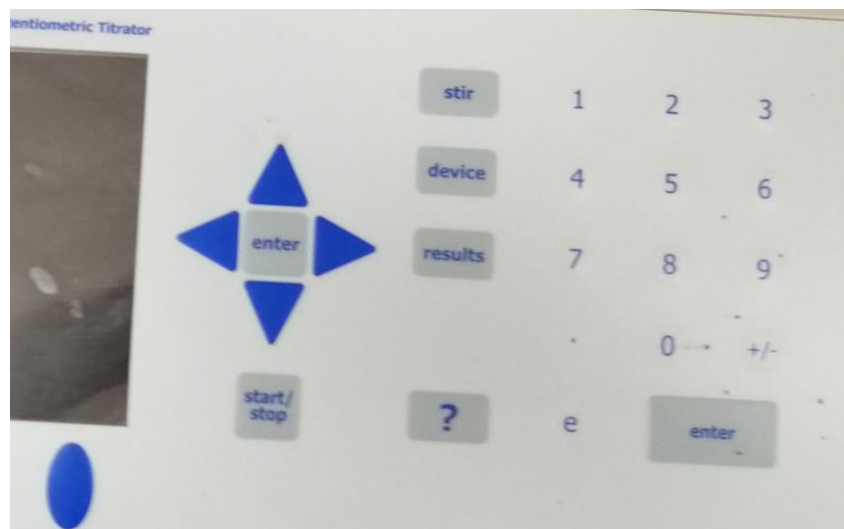 entiometric Titrator
stir
1 2 3
device
4 5 6
enter
results
7 8 9
. 0 +/-
start/
stop
?
e
enter